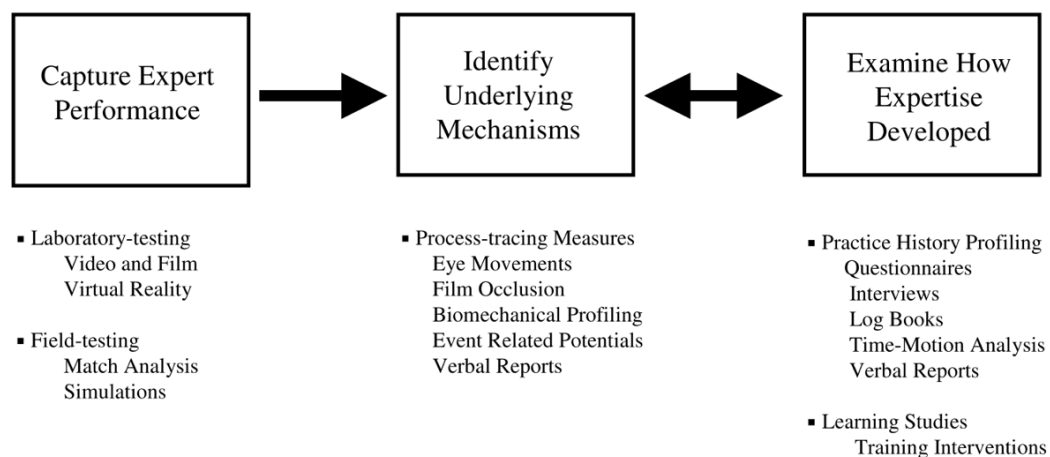 Capture Expert
Performance
Identify
Underlying
Mechanisms
Examine How
Expertise
Developed
▪ Laboratory-testing
Video and Film
Virtual Reality
▪ Field-testing
Match Analysis
Simulations
▪ Process-tracing Measures
Eye Movements
Film Occlusion
Biomechanical Profiling
Event Related Potentials
Verbal Reports
▪ Practice History Profiling
Questionnaires
Interviews
Log Books
Time-Motion Analysis
Verbal Reports
▪ Learning Studies
Training Interventions